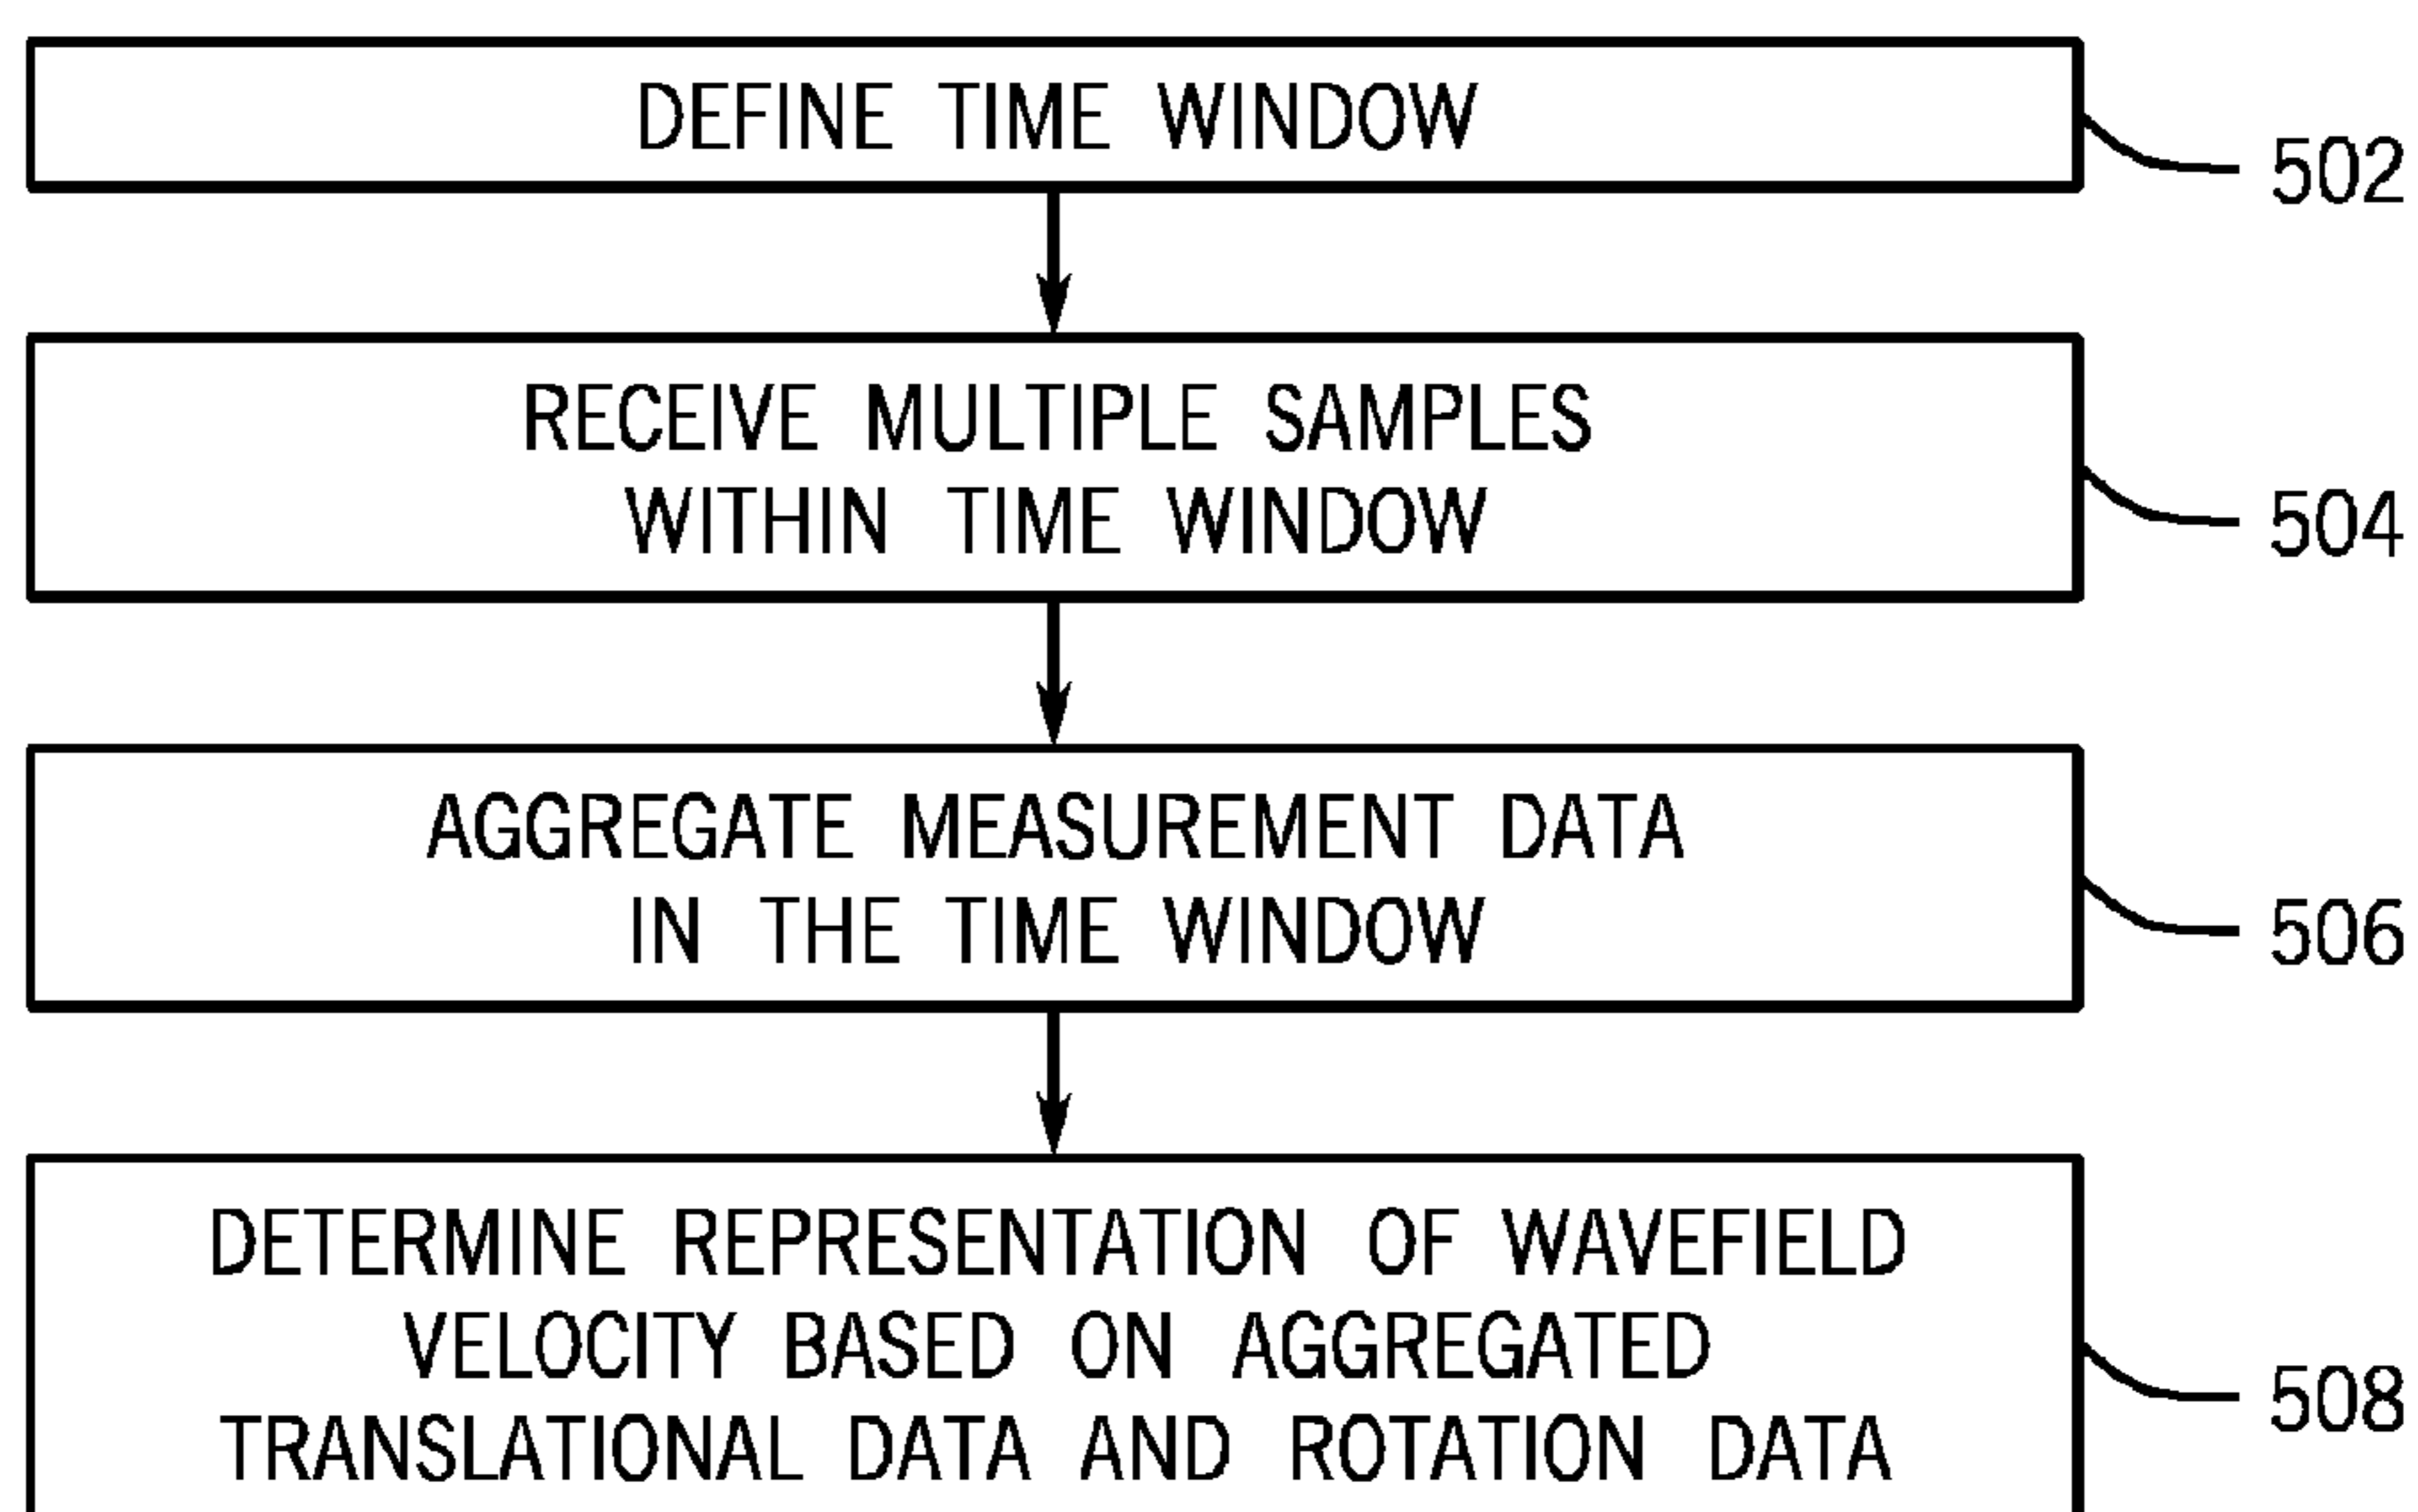 DEFINE TIME WINDOW
502
RECEIVE MULTIPLE SAMPLES
WITHIN TIME WINDOW
504
AGGREGATE MEASUREMENT DATA
IN THE TIME WINDOW
506
DETERMINE REPRESENTATION OF WAVEFIELD
VELOCITY BASED ON AGGREGATED
TRANSLATIONAL DATA AND ROTATION DATA
508